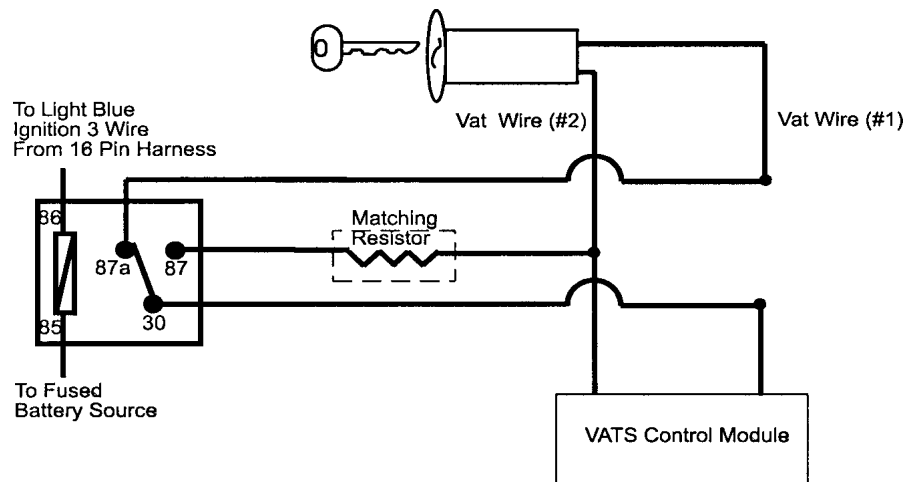 Vat Wire (#2)
Vat Wire (#1)
To Light Blue
Ignition 3 Wire
From 16 Pin Harness
86
Matching
Resistor
87a
87
85
30
To Fused
Battery Source
VATS Control Module